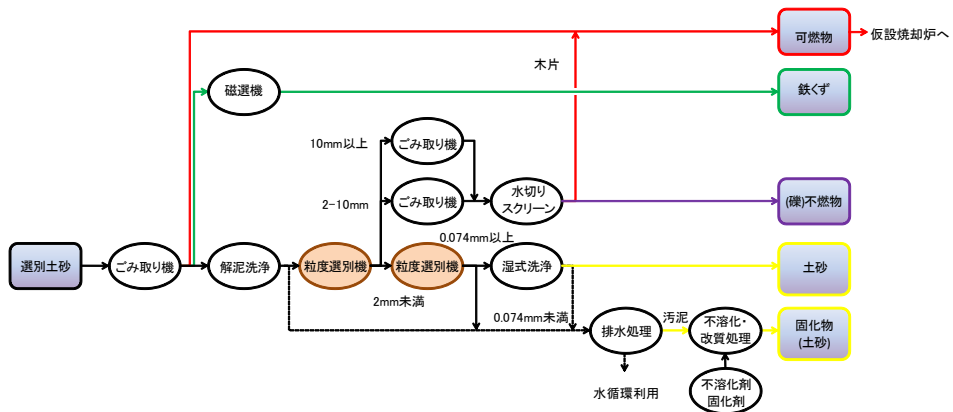 可燃物
仮設焼却炉へ
木片
磁選機
鉄くず
10mm以上
ごみ取り機
2-10mm
ごみ取り機
水切り
スクリーン
(礫)不燃物
0.074mm以上
選別土砂
ごみ取り機
解泥洗浄
粒度選別機
粒度選別機
湿式洗浄
土砂
2mm未満
0.074mm未満
排水処理
汚泥
不溶化・
改質処理
固化物
(土砂)
水循環利用
不溶化剤
固化剤